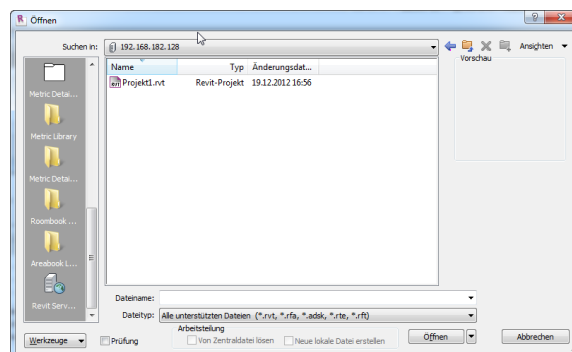 Öffnen
Suchen in:
192.168.182.128
Ansichten
Name Typ Änderungsdat...
Projekt1.rvt Revit-Projekt 19.12.2012 16:56
Vorschau
Metric Detai...
Metric Library
Metric Detai...
Roombook ...
Areabook L...
Revit Serv...
Dateiname:
Dateityp: Alle unterstützten Dateien (*.rvt, *.rfa, *.adsk, *.rte, *.rft)
Werkzeuge
Prüfung
Arbeitsteilung
Von Zentraldatei lösen Neue lokale Datei erstellen
Öffnen
Abbrechen